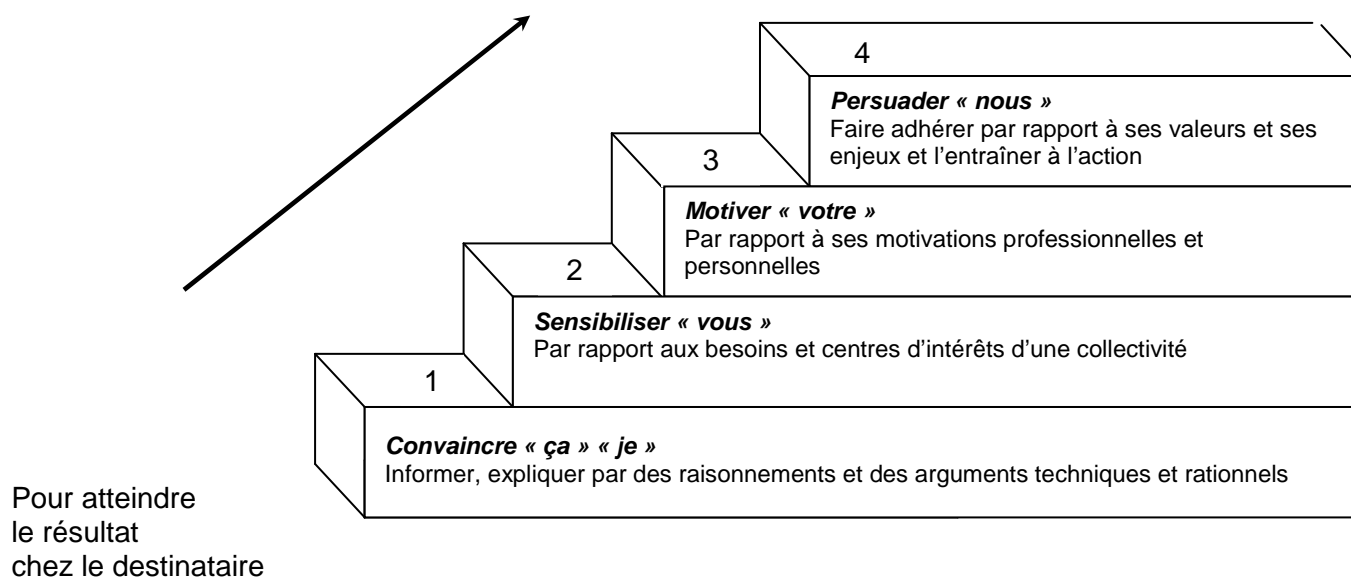 4
Persuader « nous »
Faire adhérer par rapport à ses valeurs et ses
enjeux et l’entraîner à l’action
3
Motiver « votre »
Par rapport à ses motivations professionnelles et
personnelles
2
Sensibiliser « vous »
Par rapport aux besoins et centres d’intérêts d’une collectivité
1
Convaincre « ça » « je »
Informer, expliquer par des raisonnements et des arguments techniques et rationnels
Pour atteindre
le résultat
chez le destinataire